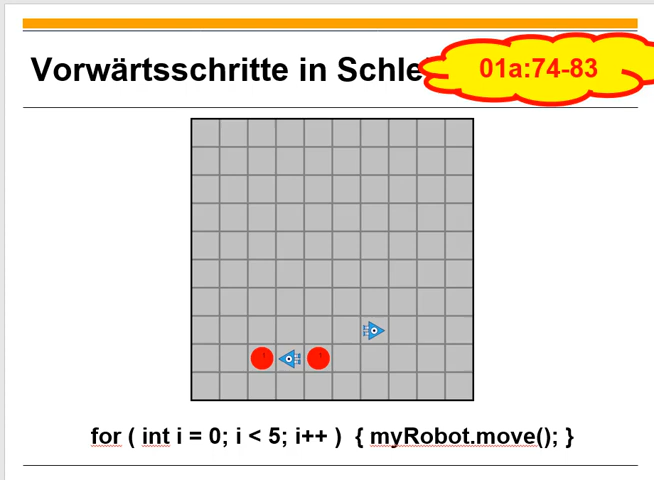 Vorwärtsschritte in Schle
01a:74-83
for ( int i = 0; i < 5; i++ ) { myRobot.move(); }